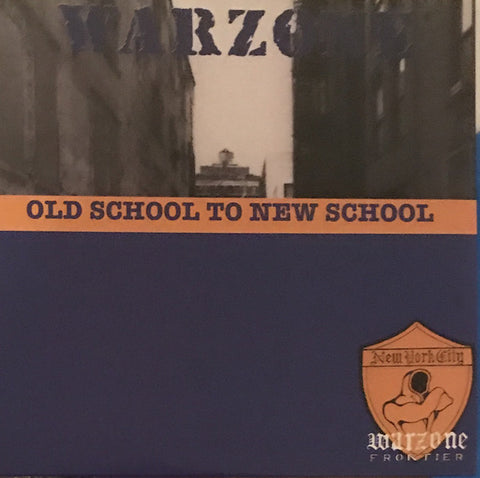 WARZONE
OLD SCHOOL TO NEW SCHOOL
New York City
warzone
FRONTIER